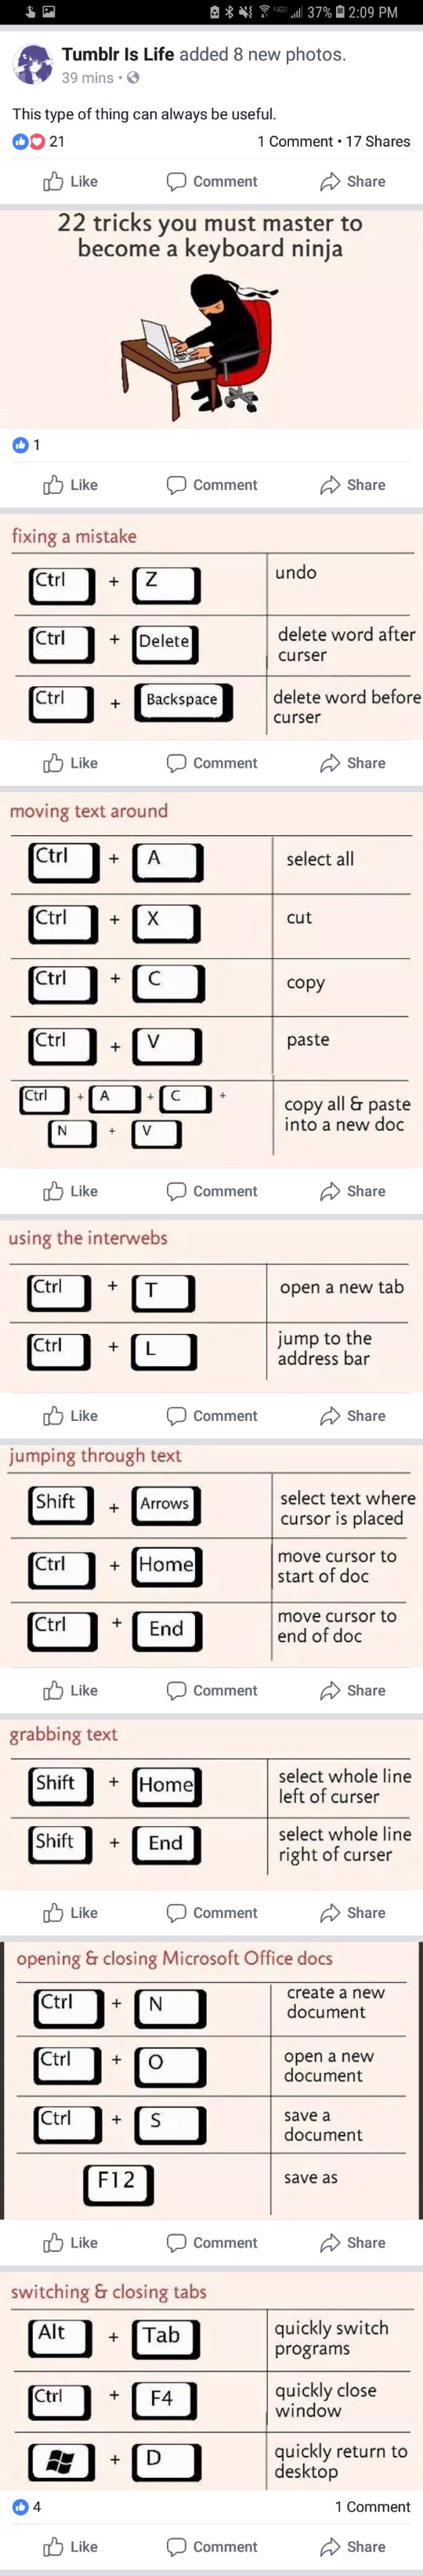 37% 2:09 PM
Tumblr Is Life added 8 new photos.
39 mins •
This type of thing can always be useful.
21 1 Comment • 17 Shares
Like Comment Share
22 tricks you must master to
become a keyboard ninja
1
Like Comment Share
fixing a mistake
Ctrl + Z undo
Ctrl + Delete delete word after
curser
Ctrl + Backspace delete word before
curser
Like Comment Share
moving text around
Ctrl + A select all
Ctrl + X cut
Ctrl + C copy
Ctrl + V paste
Ctrl + A + C + copy all & paste
N + V into a new doc
Like Comment Share
using the interwebs
Ctrl + T open a new tab
Ctrl + L jump to the
address bar
Like Comment Share
jumping through text
Shift + Arrows select text where
cursor is placed
Ctrl + Home move cursor to
start of doc
Ctrl + End move cursor to
end of doc
Like Comment Share
grabbing text
Shift + Home select whole line
left of curser
Shift + End select whole line
right of curser
Like Comment Share
opening & closing Microsoft Office docs
Ctrl + N create a new
document
Ctrl + O open a new
document
Ctrl + S save a
document
F12 save as
Like Comment Share
switching & closing tabs
Alt + Tab quickly switch
programs
Ctrl + F4 quickly close
window
+ D quickly return to
desktop
4 1 Comment
Like Comment Share